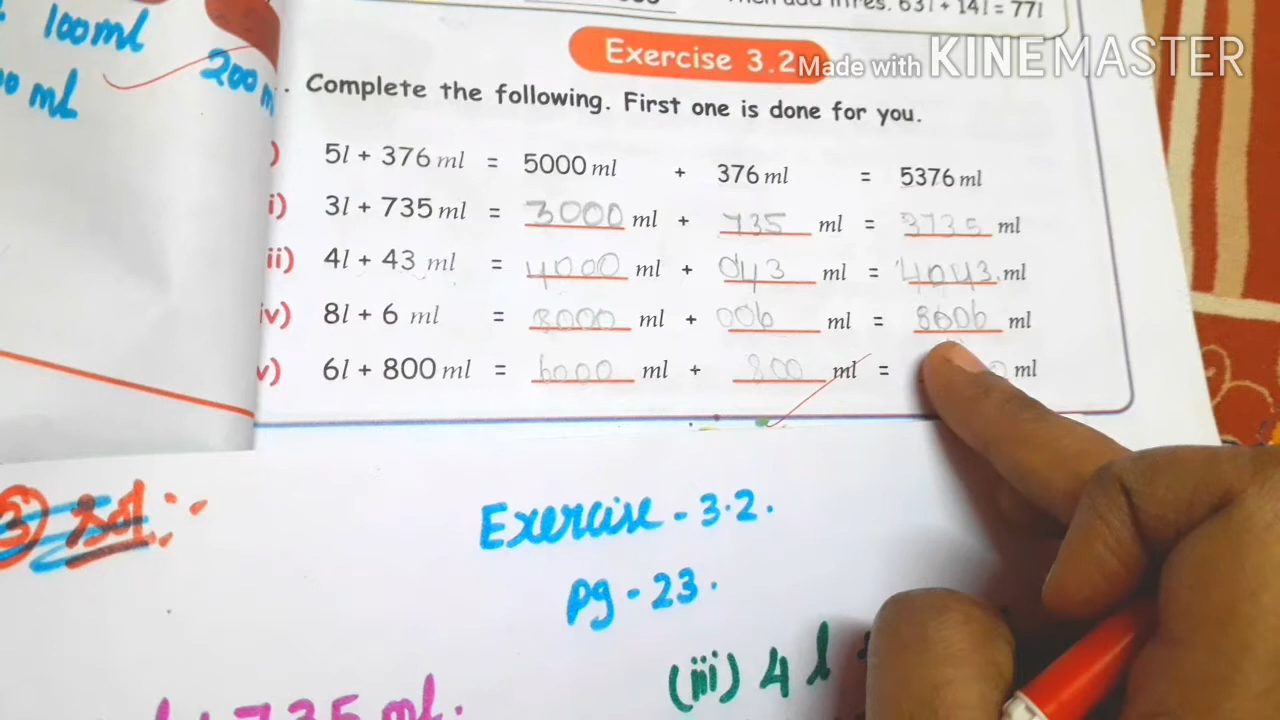 100ml
200 m
00 ml
Then add litres. 63l + 14l = 77l
Exercise 3.2
Made with KINEMASTER
. Complete the following. First one is done for you.
) 5l + 376 ml = 5000 ml + 376 ml = 5376 ml
i) 3l + 735 ml = 3000 ml + 735 ml = 3735 ml
ii) 4l + 43 ml = 4000 ml + 043 ml = 4043 ml
iv) 8l + 6 ml = 8000 ml + 006 ml = 8006 ml
v) 6l + 800 ml = 6000 ml + 800 ml = ml
3 Sol:-
Exercise - 3.2.
pg - 23.
(iii) 4 l
l + 735 ml.